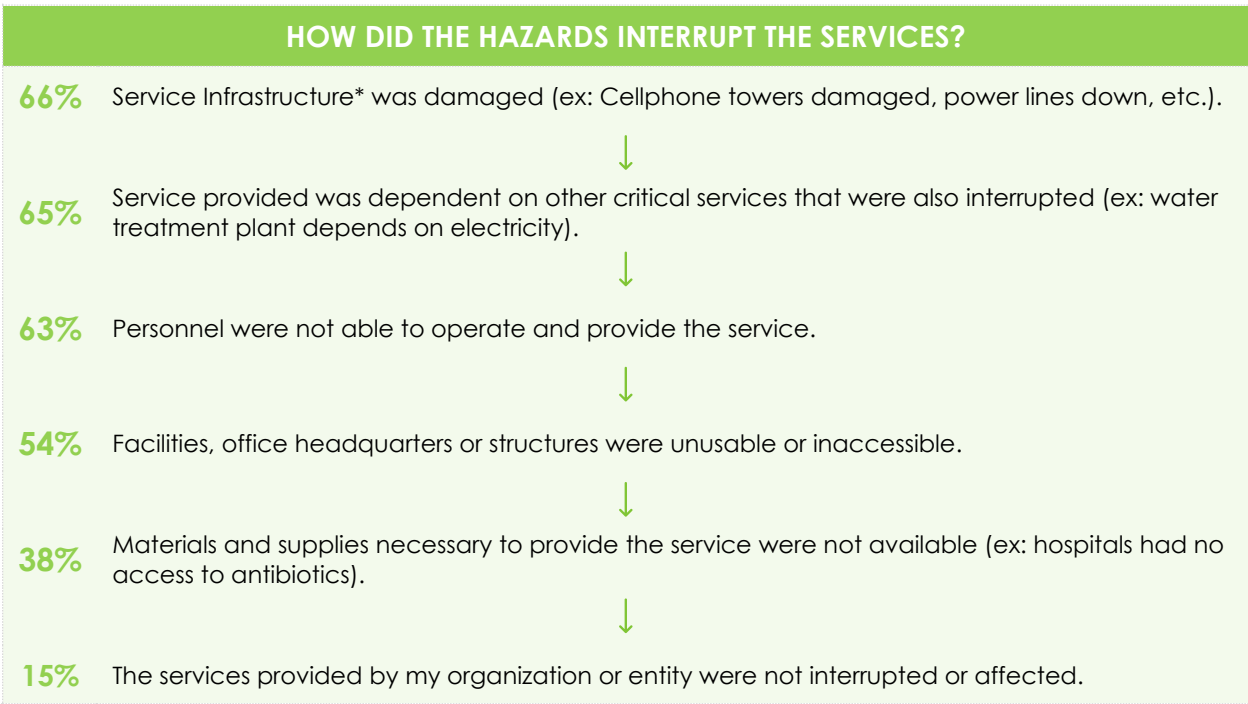 HOW DID THE HAZARDS INTERRUPT THE SERVICES?
66% Service Infrastructure* was damaged (ex: Cellphone towers damaged, power lines down, etc.).
↓
65% Service provided was dependent on other critical services that were also interrupted (ex: water
treatment plant depends on electricity).
↓
63% Personnel were not able to operate and provide the service.
↓
54% Facilities, office headquarters or structures were unusable or inaccessible.
↓
38% Materials and supplies necessary to provide the service were not available (ex: hospitals had no
access to antibiotics).
↓
15% The services provided by my organization or entity were not interrupted or affected.